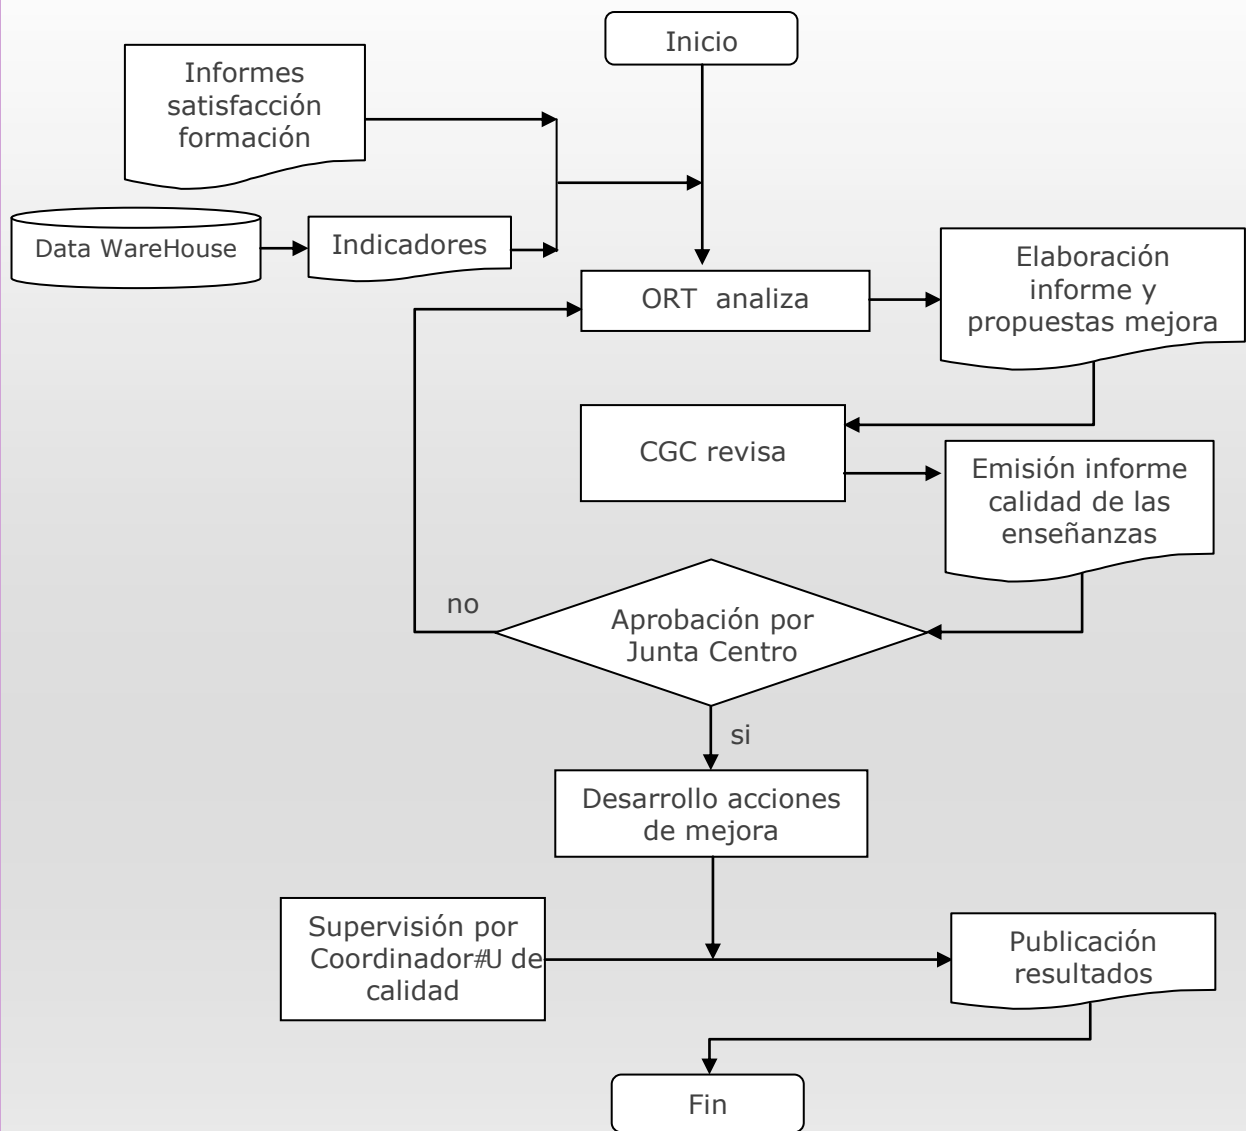 Inicio
Informes
satisfacción
formación
Data WareHouse
Indicadores
ORT analiza
Elaboración
informe y
propuestas mejora
CGC revisa
Emisión informe
calidad de las
enseñanzas
no
Aprobación por
Junta Centro
si
Desarrollo acciones
de mejora
Supervisión por
Coordinador#U de
calidad
Publicación
resultados
Fin